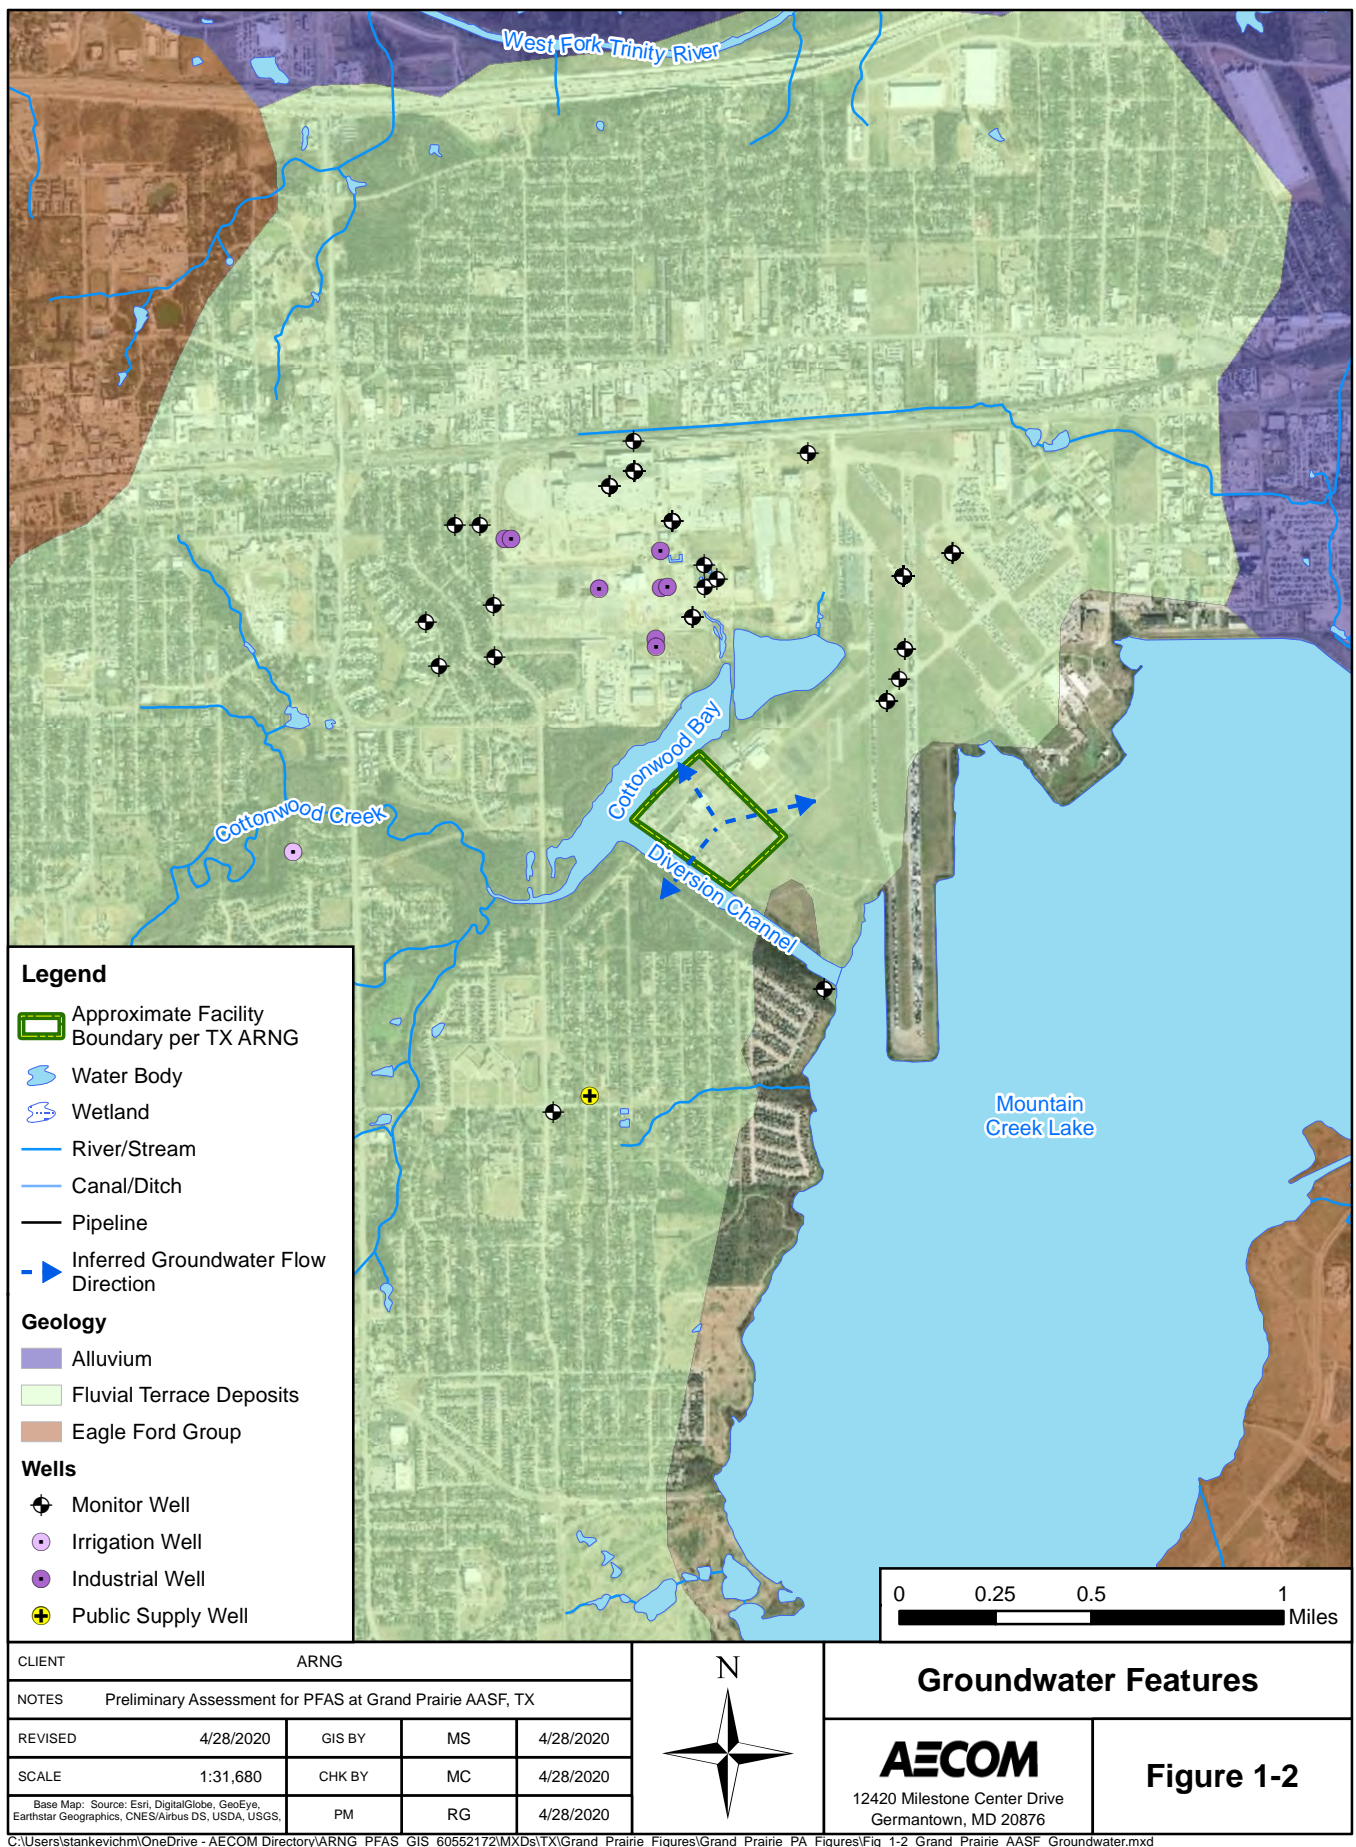 West Fork Trinity River
Cottonwood Bay
Cottonwood Creek
Diversion Channel
Mountain
Creek Lake
Legend
Approximate Facility
Boundary per TX ARNG
Water Body
Wetland
River/Stream
Canal/Ditch
Pipeline
Inferred Groundwater Flow
Direction
Geology
Alluvium
Fluvial Terrace Deposits
Eagle Ford Group
Wells
Monitor Well
Irrigation Well
Industrial Well
Public Supply Well
0 0.25 0.5 1
Miles
CLIENT ARNG
NOTES Preliminary Assessment for PFAS at Grand Prairie AASF, TX
REVISED 4/28/2020 GIS BY MS 4/28/2020
SCALE 1:31,680 CHK BY MC 4/28/2020
Base Map: Source: Esri, DigitalGlobe, GeoEye,
Earthstar Geographics, CNES/Airbus DS, USDA, USGS,
PM RG 4/28/2020
N
Groundwater Features
AECOM
12420 Milestone Center Drive
Germantown, MD 20876
Figure 1-2
C:\Users\stankevichm\OneDrive - AECOM Directory\ARNG_PFAS_GIS_60552172\MXDs\TX\Grand_Prairie_Figures\Grand_Prairie_PA_Figures\Fig_1-2_Grand_Prairie_AASF_Groundwater.mxd